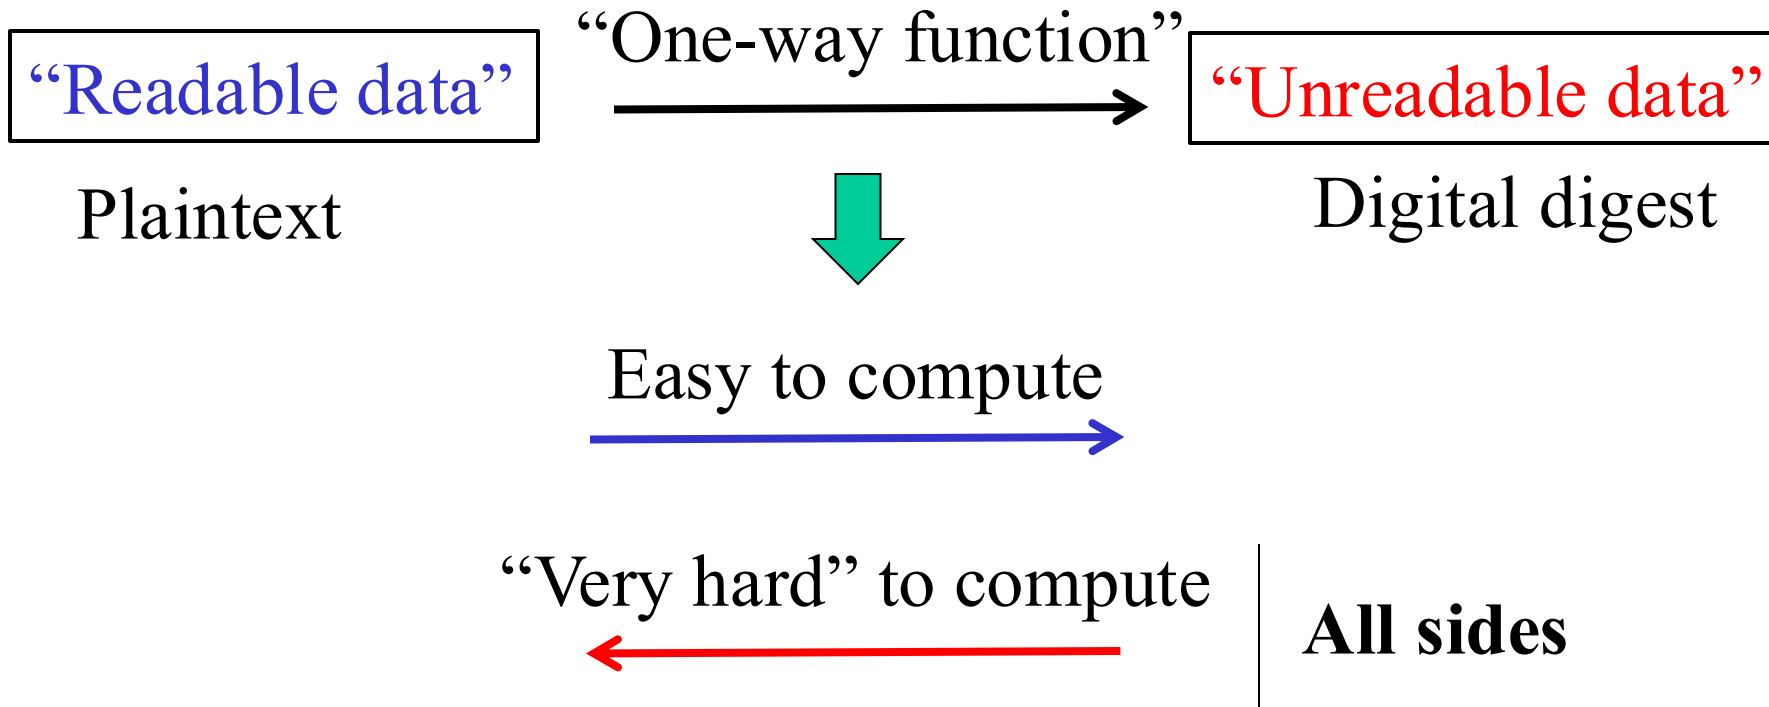 “One-way function”
“Readable data”
“Unreadable data”
Plaintext
Digital digest
Easy to compute
“Very hard” to compute
All sides